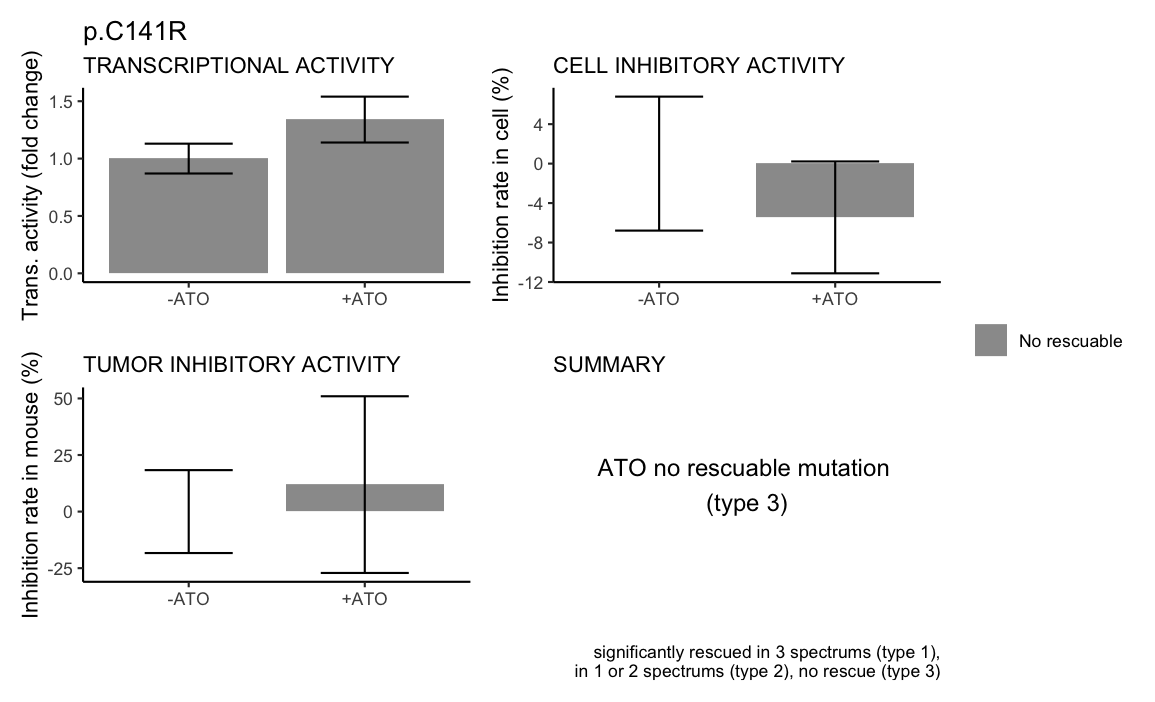 p.C141R
TRANSCRIPTIONAL ACTIVITY
Trans. activity (fold change)
1.5
1.0
0.5
0.0
-ATO
+ATO
CELL INHIBITORY ACTIVITY
Inhibition rate in cell (%)
4
0
-4
-8
-12
-ATO
+ATO
No rescuable
TUMOR INHIBITORY ACTIVITY
Inhibition rate in mouse (%)
50
25
0
-25
-ATO
+ATO
SUMMARY
ATO no rescuable mutation
(type 3)
significantly rescued in 3 spectrums (type 1),
in 1 or 2 spectrums (type 2), no rescue (type 3)